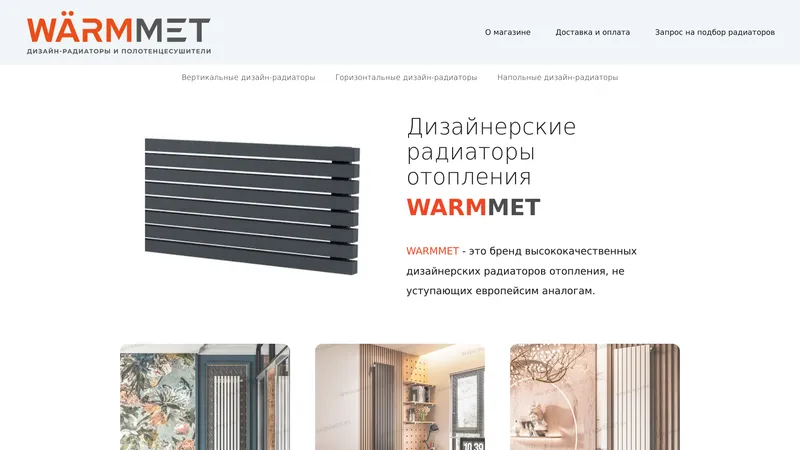 WÄRMMET
ДИЗАЙН-РАДИАТОРЫ И ПОЛОТЕНЦЕСУШИТЕЛИ
О магазине
Доставка и оплата
Запрос на подбор радиаторов
Вертикальные дизайн-радиаторы
Горизонтальные дизайн-радиаторы
Напольные дизайн-радиаторы
Дизайнерские
радиаторы
отопления
WARMMET
WARMMET - это бренд высококачественных
дизайнерских радиаторов отопления, не
уступающих европейсим аналогам.
10 39